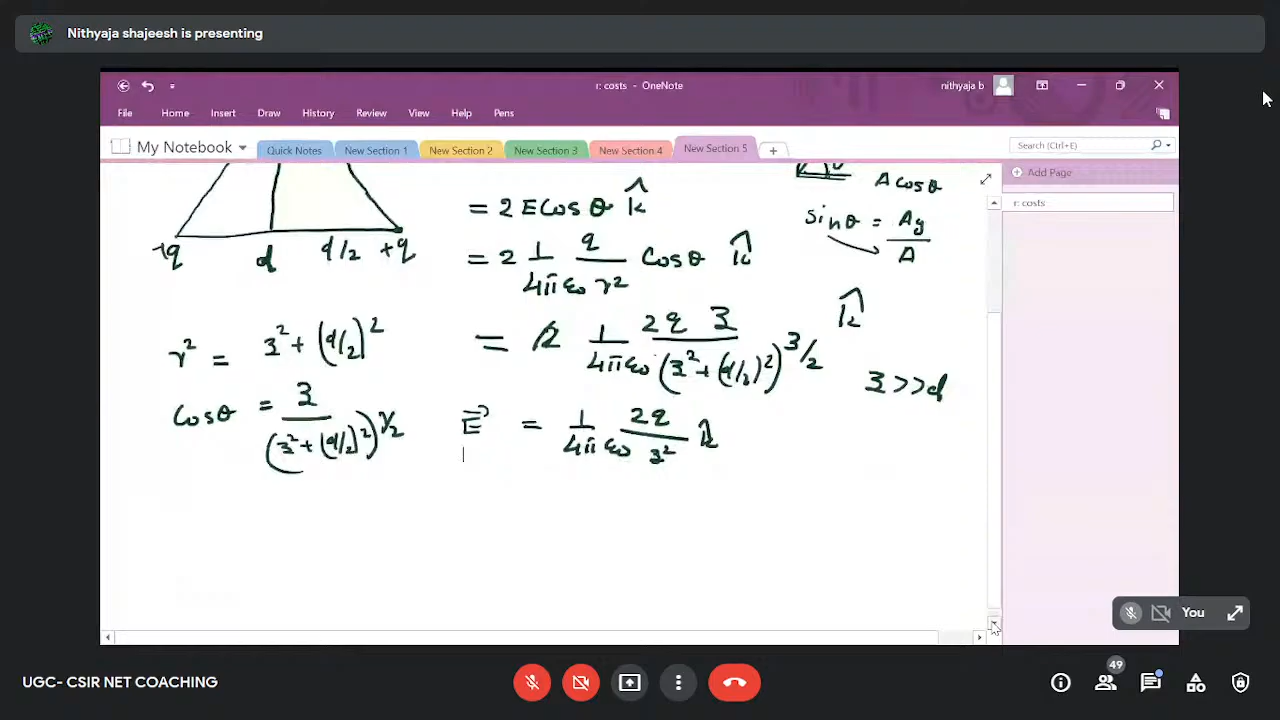 Nithyaja shajeesh is presenting
r: costs - OneNote
nithyaja b
File Home Insert Draw History Review View Help Pens
My Notebook
Quick Notes New Section 1 New Section 2 New Section 3 New Section 4 New Section 5 +
Search (Ctrl+E)
Add Page
r: costs
+q d d/2 +q
= 2 E Cos θ k̂
= 2 1/4πε₀ q/r² Cos θ k̂
= 2 1/4πε₀ 2q z/(z² + (d/2)²)^3/2 k̂
z >> d
E⃗ = 1/4πε₀ 2q/z² k̂
r² = z² + (d/2)²
Cos θ = z/(z² + (d/2)²)^1/2
A cos θ
sin θ = Ay/A
You
UGC- CSIR NET COACHING
49